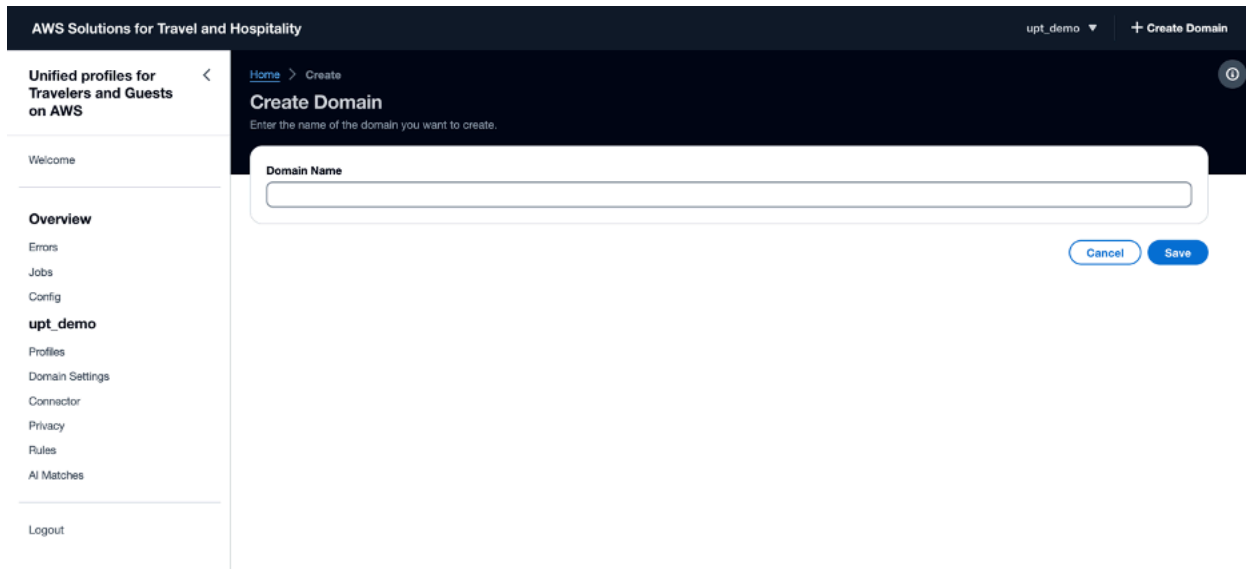 AWS Solutions for Travel and Hospitality
upt_demo
+ Create Domain
Unified profiles for
Travelers and Guests
on AWS
Welcome
Overview
Errors
Jobs
Config
upt_demo
Profiles
Domain Settings
Connector
Privacy
Rules
AI Matches
Logout
Home > Create
Create Domain
Enter the name of the domain you want to create.
Domain Name
Cancel
Save